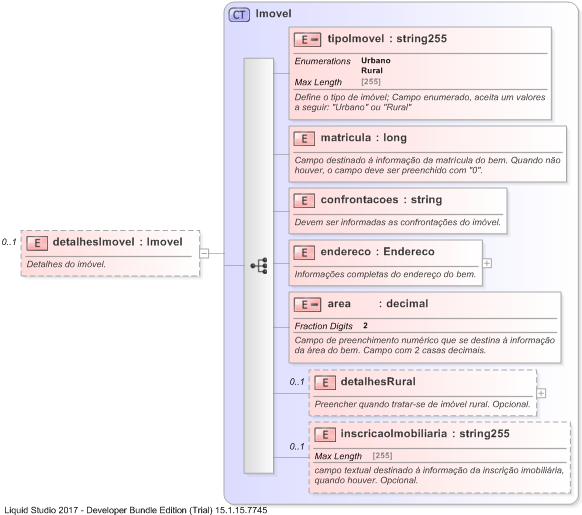 CT Imovel
E tipoImovel : string255
Enumerations Urbano
Rural
Max Length [255]
Define o tipo de imóvel; Campo enumerado, aceita um valores
a seguir: "Urbano" ou "Rural"
E matricula : long
Campo destinado à informação da matricula do bem. Quando não
houver, o campo deve ser preenchido com "0".
E confrontacoes : string
Devem ser informadas as confrontações do imóvel.
0..1
E detalhesImovel : Imovel
Detalhes do imóvel.
E endereco : Endereco
Informações completas do endereço do bem.
E area : decimal
Fraction Digits 2
Campo de preenchimento numérico que se destina à informação
da área do bem. Campo com 2 casas decimais.
0..1
E detalhesRural
Preencher quando tratar-se de imóvel rural. Opcional.
0..1
E inscricaoImobiliaria : string255
Max Length [255]
campo textual destinado à informação da inscrição imobiliária,
quando houver. Opcional.
Liquid Studio 2017 - Developer Bundle Edition (Trial) 15.1.15.7745